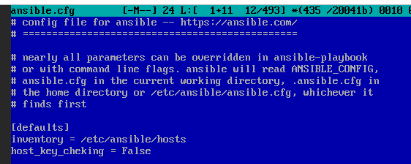 ansible.cfg [-M--] 24 L:[ 1+11 12/493] *(435 /20041b) 0010
# config file for ansible -- https://ansible.com/
# ===============================================
# nearly all parameters can be overridden in ansible-playbook
# or with command line flags. ansible will read ANSIBLE_CONFIG,
# ansible.cfg in the current working directory, .ansible.cfg in
# the home directory or /etc/ansible/ansible.cfg, whichever it
# finds first
[defaults]
inventory = /etc/ansible/hosts
host_key_cheking = False